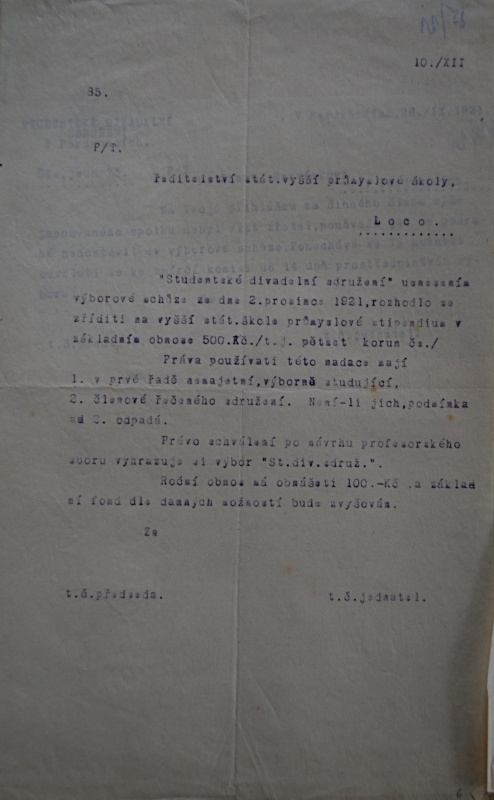 10./XII
85.
P/T.
Ředitelství stát.vyšší průmyslové školy,
Loco.
"Studentské divadelní sdružení" usnesením
výborové schůze ze dne 2.prosince 1921,rozhodlo se
zříditi na vyšší stát.škole průmyslové stipendium v
základním obnose 500.Kč./t.j. pětset korun čs./
Práva používati této nadace mají
1. v prvé řadě nemajetní,výborně studující,
2. členové řečeného sdružení. Není-li jich,podmínka
ad 2. odpadá.
Právo schválení po návrhu profesorského
sboru vyhrazuje si výbor "St.div.sdruž.".
Roční obnos má obnášeti 100.-Kč a základ
ní fond dle daných možností bude zvyšován.
Za
t.č.předseda. t.č.jednatel.